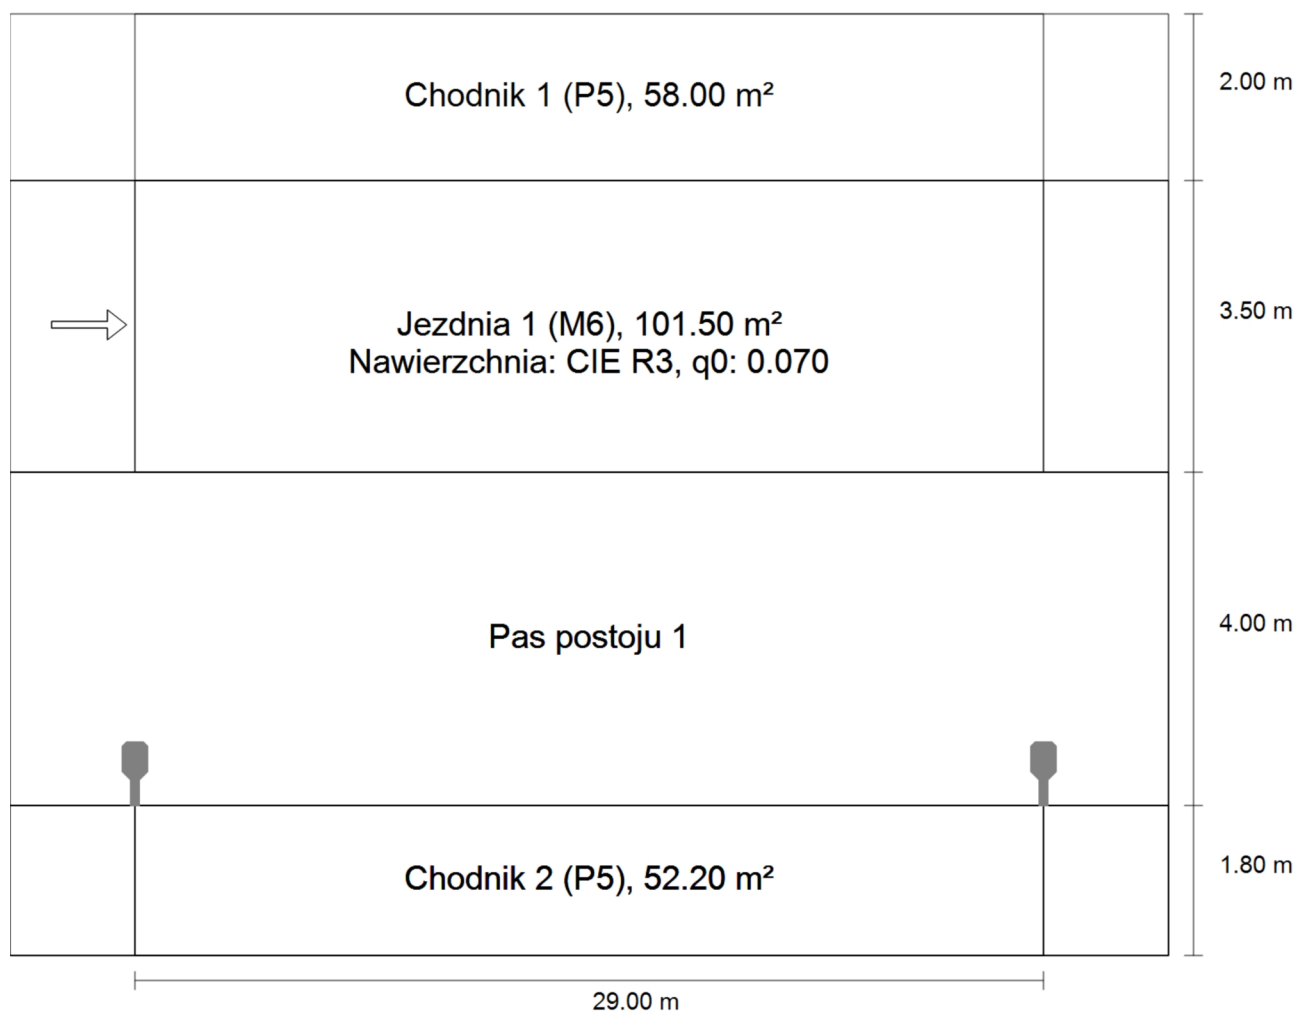 Chodnik 1 (P5), 58.00 m²
2.00 m
Jezdnia 1 (M6), 101.50 m²
Nawierzchnia: CIE R3, q0: 0.070
3.50 m
Pas postoju 1
4.00 m
Chodnik 2 (P5), 52.20 m²
1.80 m
29.00 m